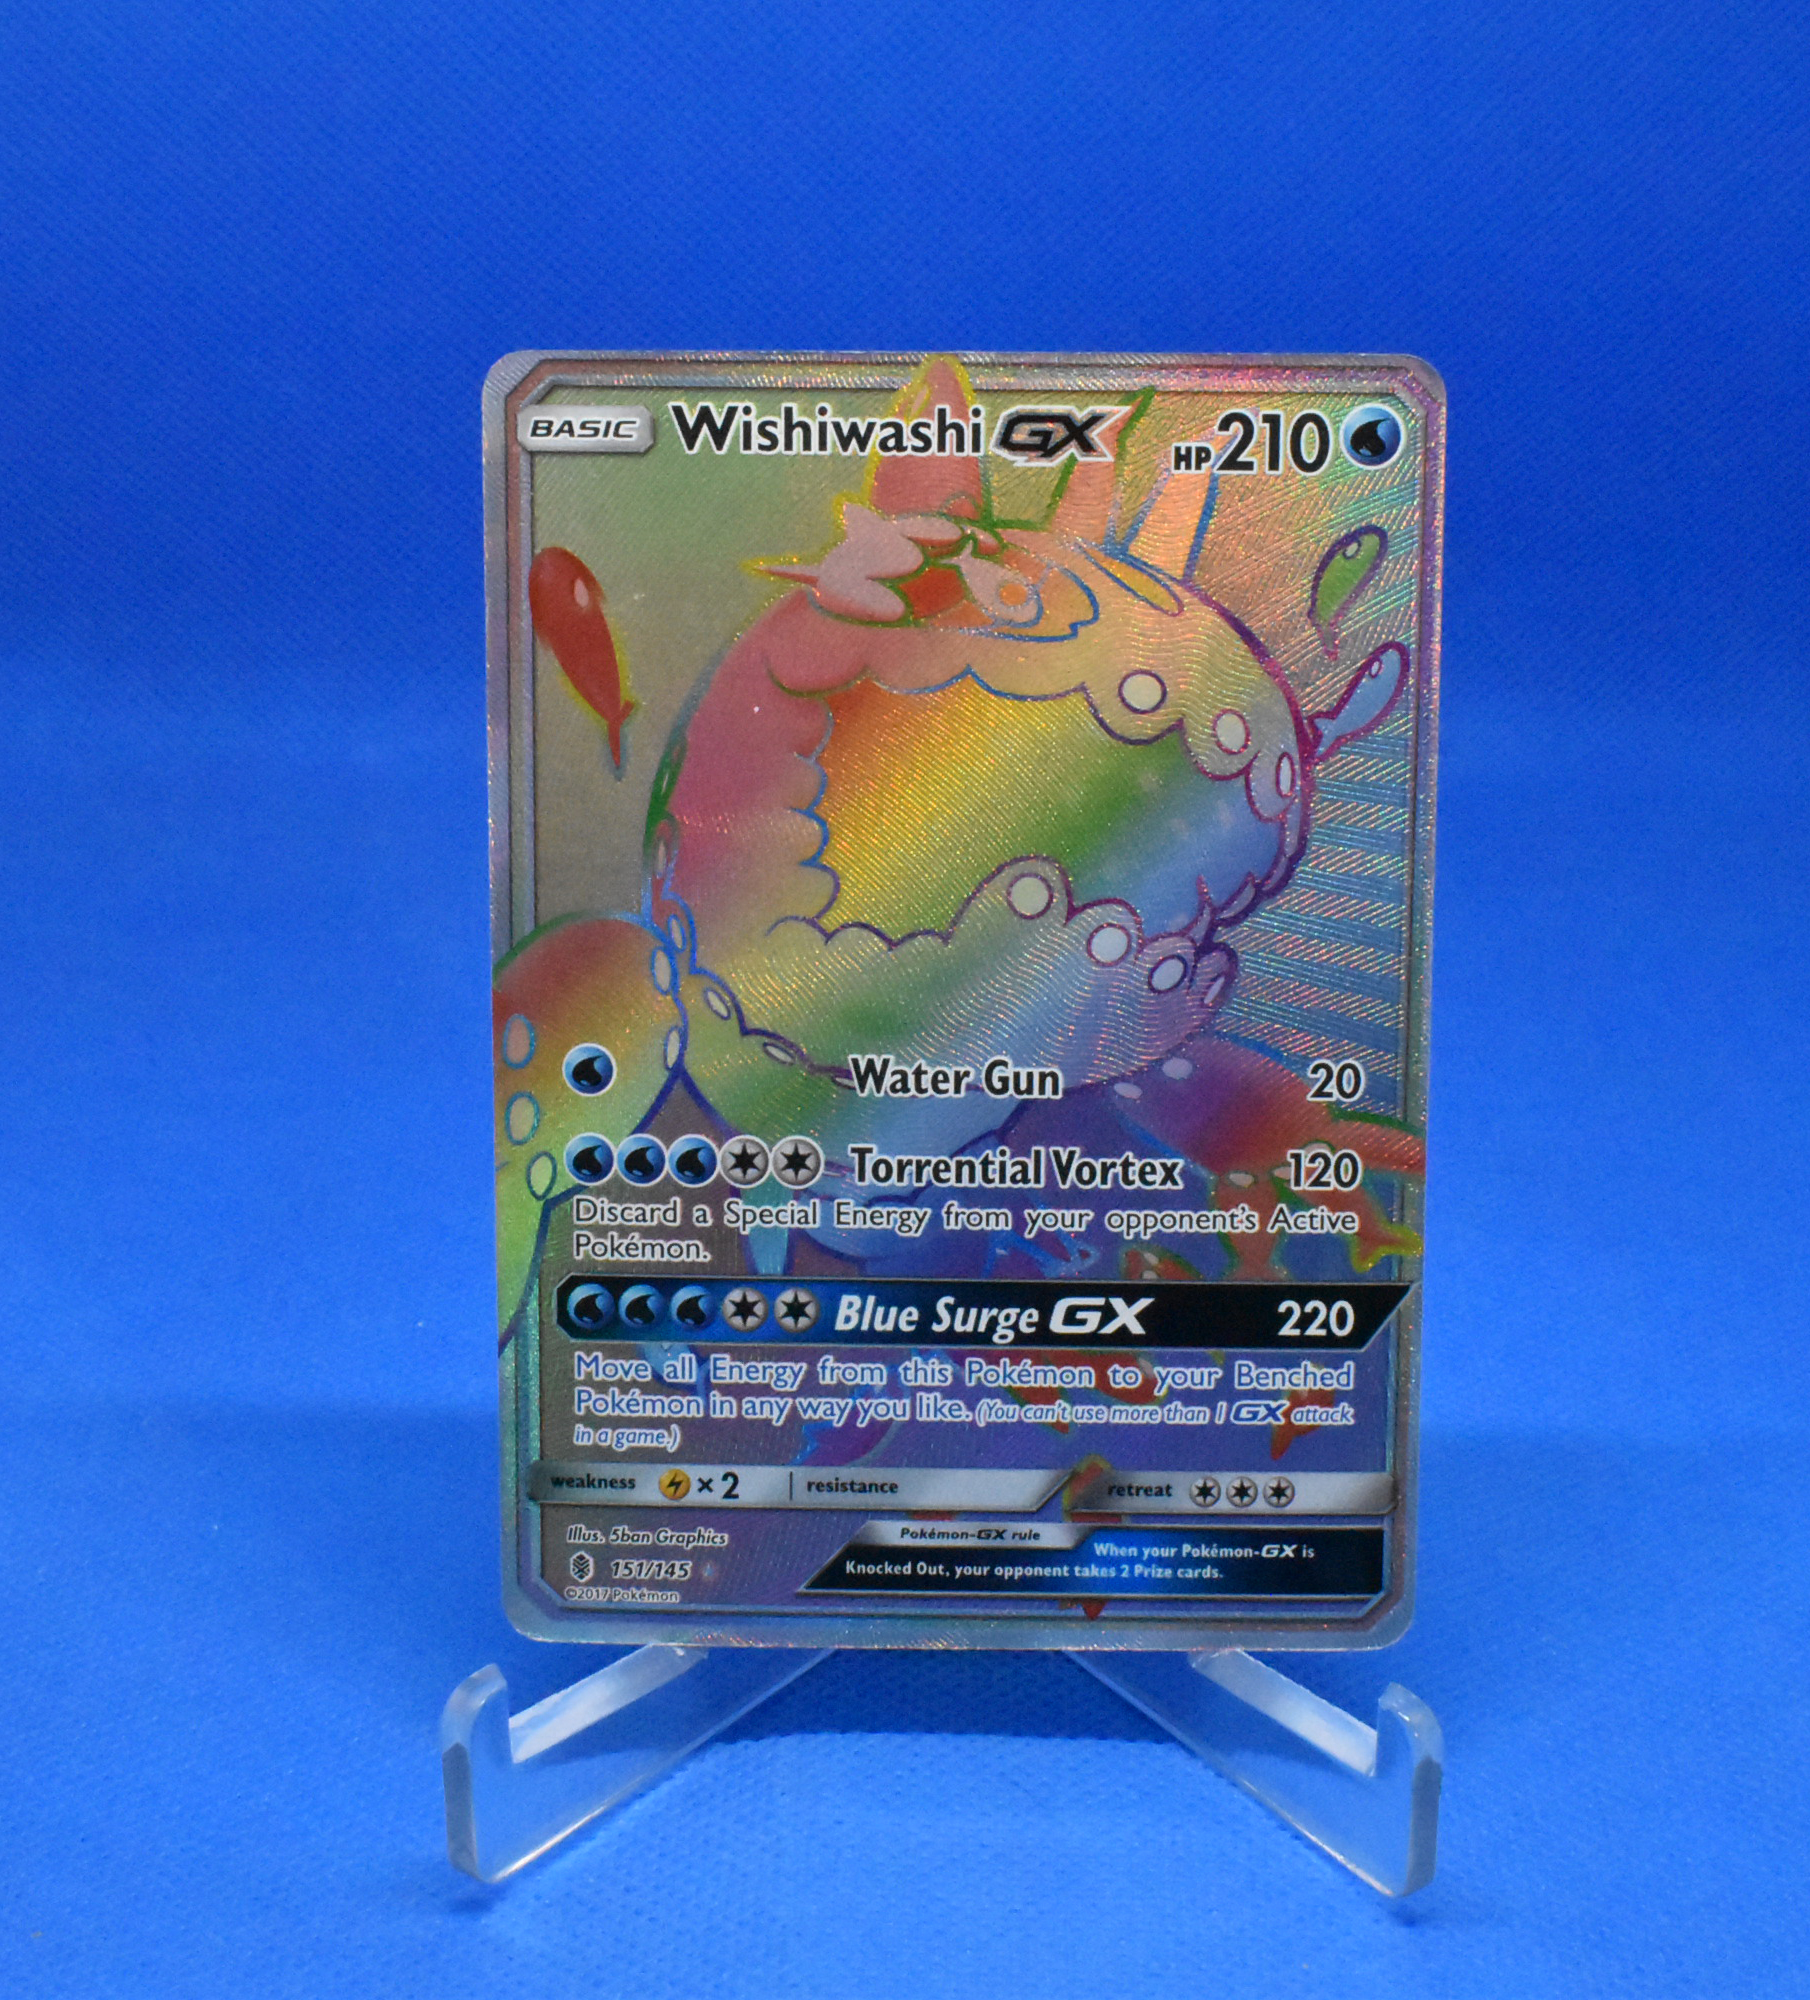 BASIC Wishiwashi GX HP 210
Water Gun 20
Torrential Vortex 120
Discard a Special Energy from your opponent's Active
Pokémon.
Blue Surge GX 220
Move all Energy from this Pokémon to your Benched
Pokémon in any way you like. (You can't use more than 1 GX attack
in a game.)
weakness × 2 resistance retreat
Illus. 5ban Graphics
151/145
©2017 Pokémon
Pokémon-GX rule
When your Pokémon-GX is
Knocked Out, your opponent takes 2 Prize cards.